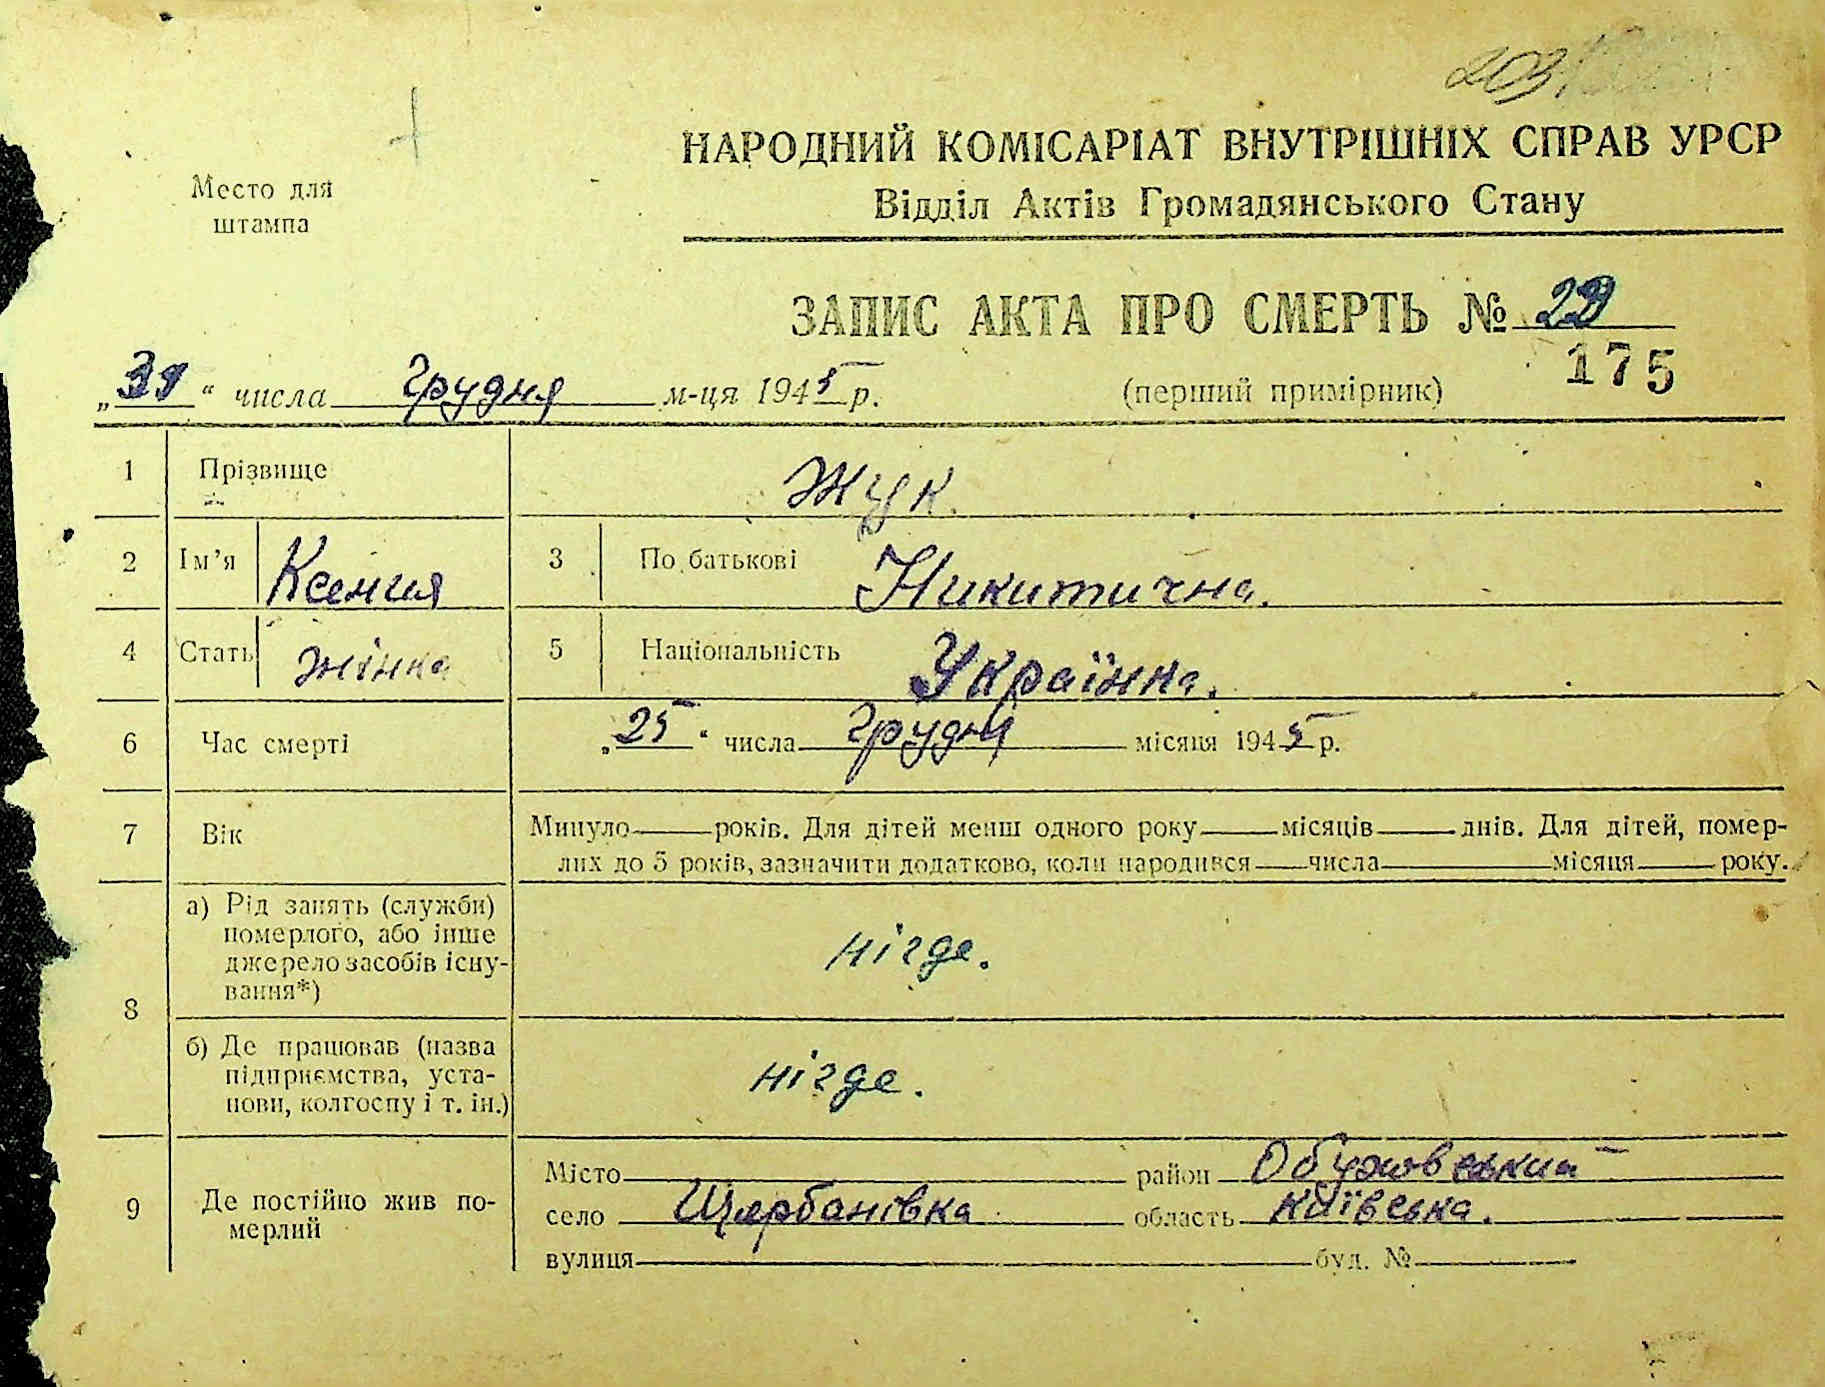 203
Место для
штампа
НАРОДНИЙ КОМІСАРІАТ ВНУТРІШНІХ СПРАВ УРСР
Відділ Актів Громадянського Стану
ЗАПИС АКТА ПРО СМЕРТЬ №
175
„ “ числа Грудня м-ця 1945 р. (перший примірник)
1 Прізвище Жук.
2 Ім’я Ксения 3 По батькові Никитична.
4 Стать жінка 5 Національність Українка.
6 Час смерті „25“ числа Грудня місяця 1945 р.
7 Вік Минуло років. Для дітей менш одного року місяців днів. Для дітей, помер-
лих до 5 років, зазначити додатково, коли народився числа місяця року.
8 а) Рід занять (служби)
померлого, або інше
джерело засобів існу-
вання*) нігде.
б) Де працював (назва
підприємства, уста-
нови, колгоспу і т. ін.) нігде.
9 Де постійно жив по-
мерлий
Місто район Обуховський
село Щербанівка область Київська.
вулиця буд. №